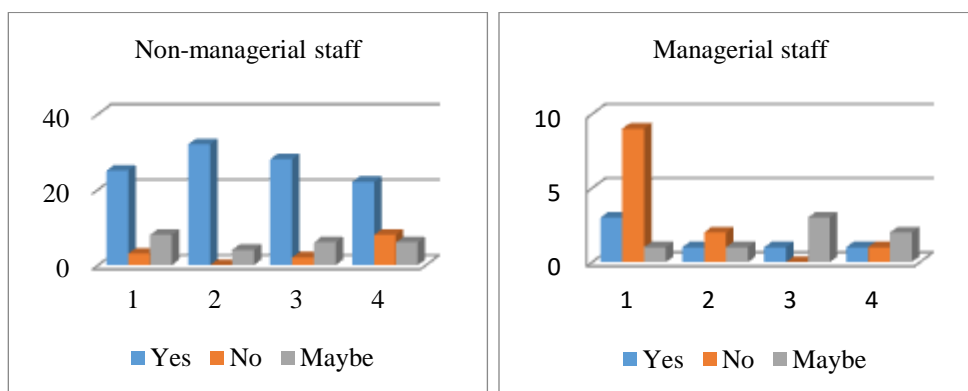 Non-managerial staff
40
20
0
1 2 3 4
Yes No Maybe
Managerial staff
10
5
0
1 2 3 4
Yes No Maybe